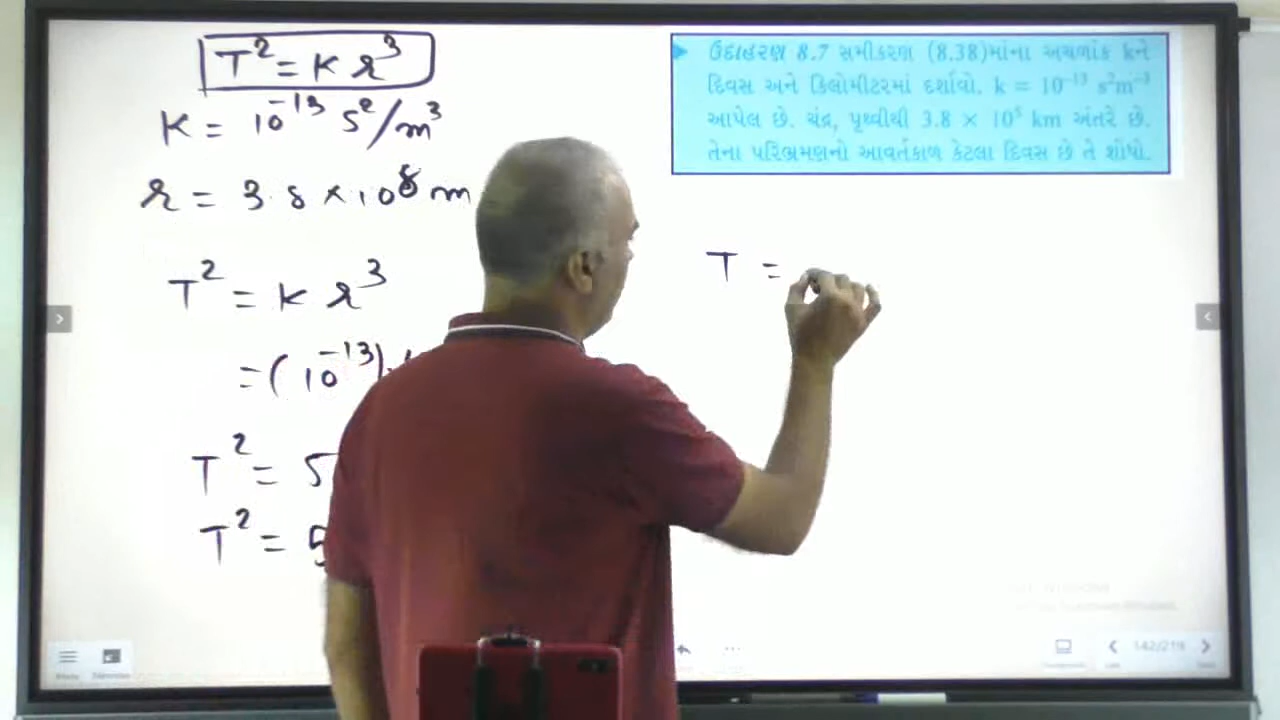 T² = K r³
K = 10⁻¹³ s²/m³
r = 3.8 × 10⁸ m
T² = K r³
= (10⁻¹³)
T² = 5
T² = 5
ઉદાહરણ 8.7 સમીકરણ (8.38)માંના અચળાંક kને
દિવસ અને કિલોમીટરમાં દર્શાવો. k = 10⁻¹³ s²m⁻³
આપેલ છે. ચંદ્ર, પૃથ્વીથી 3.8 × 10⁵ km અંતરે છે.
તેના પરિભ્રમણનો આવર્તકાળ કેટલા દિવસ છે તે શોધો.
T =
142/219